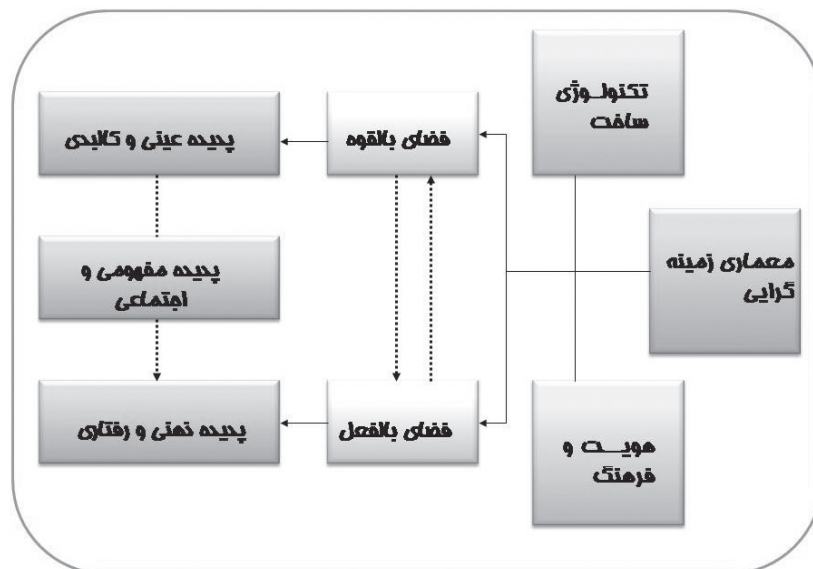 تکنولوژی
ساخت
معماری زمینه
گرایی
هویت و
فرهنگ
فضای بالقوه
فضای بالفعل
پدیده عینی و کالبدی
پدیده مفهومی و
اجتماعی
پدیده ذهنی و رفتاری